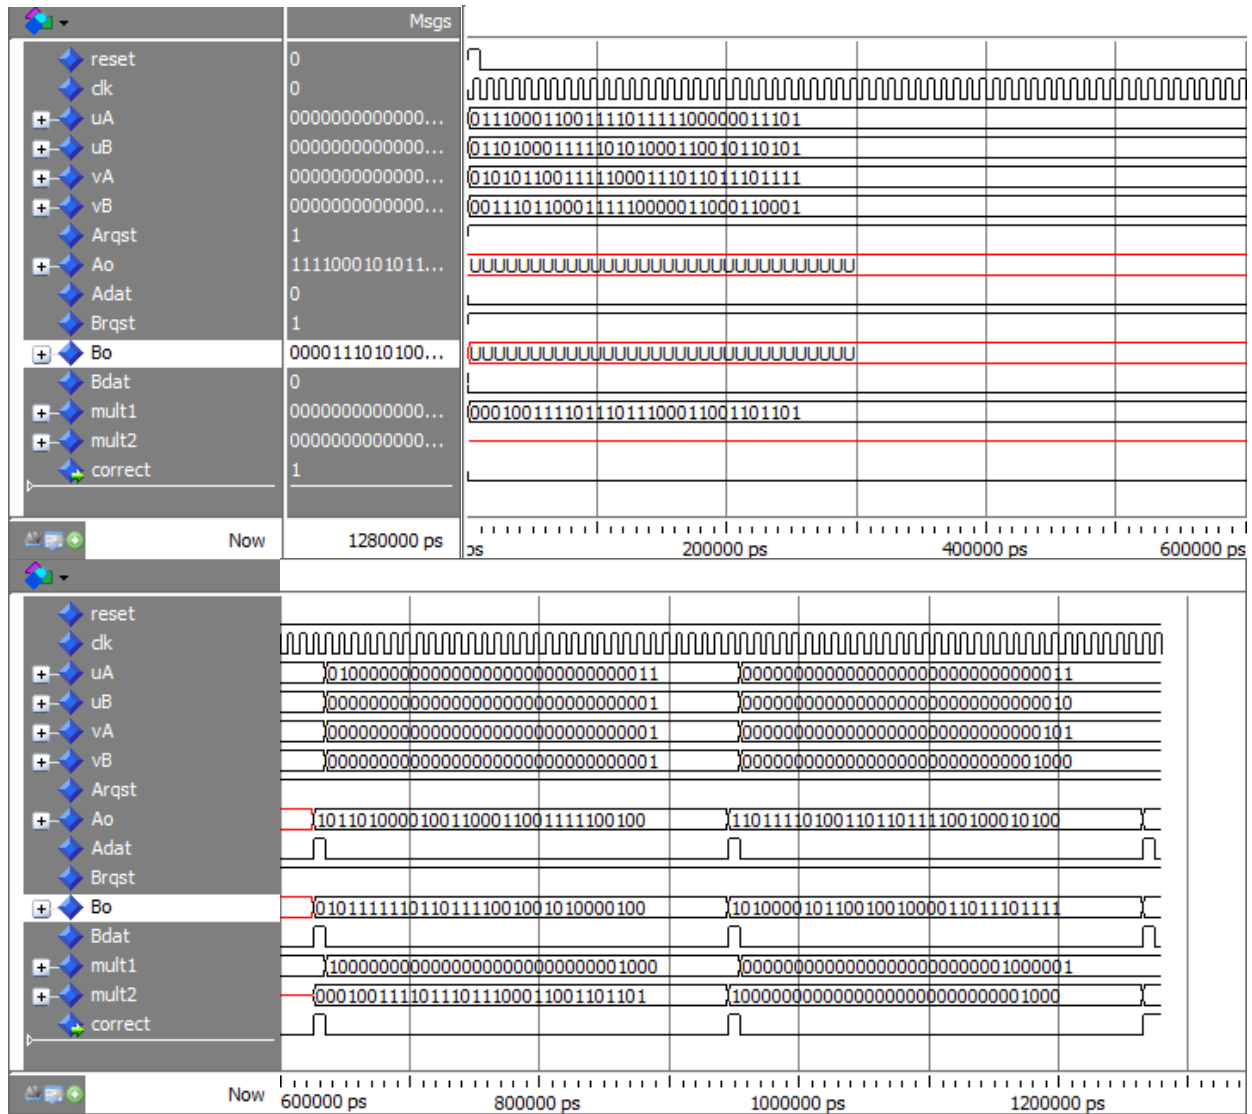 Msgs
reset 0
clk 0
uA 0000000000000... 01110001100111101111100000011101
uB 0000000000000... 01101000111110101000110010110101
vA 0000000000000... 01010110011111000111011011101111
vB 0000000000000... 00111011000111110000011000110001
Arqst 1
Ao 1111000101011... UUUUUUUUUUUUUUUUUUUUUUUUUUUUUUUU
Adat 0
Brqst 1
Bo 0000111010100... UUUUUUUUUUUUUUUUUUUUUUUUUUUUUUUU
Bdat 0
mult1 0000000000000... 00010011110111011100011001101101
mult2 0000000000000...
correct 1
Now 1280000 ps ps 200000 ps 400000 ps 600000 ps
reset
clk
uA 01000000000000000000000000000011 00000000000000000000000000000011
uB 00000000000000000000000000000001 00000000000000000000000000000010
vA 00000000000000000000000000000001 00000000000000000000000000000101
vB 00000000000000000000000000000001 00000000000000000000000000001000
Arqst
Ao 10110100001001100011001111100100 11011110100110110111100100010100
Adat
Brqst
Bo 01011111101101111001001010000100 10100001011001001000011011101111
Bdat
mult1 10000000000000000000000000001000 00000000000000000000000001000001
mult2 00010011110111011100011001101101 10000000000000000000000000001000
correct
Now 600000 ps 800000 ps 1000000 ps 1200000 ps